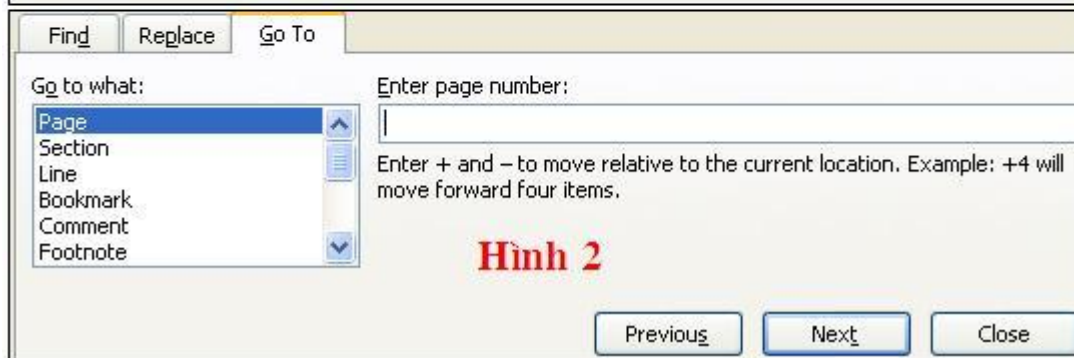 Find Replace Go To
Go to what:
Enter page number:
Page
Section
Line
Bookmark
Comment
Footnote
Enter + and – to move relative to the current location. Example: +4 will
move forward four items.
Hình 2
Previous Next Close